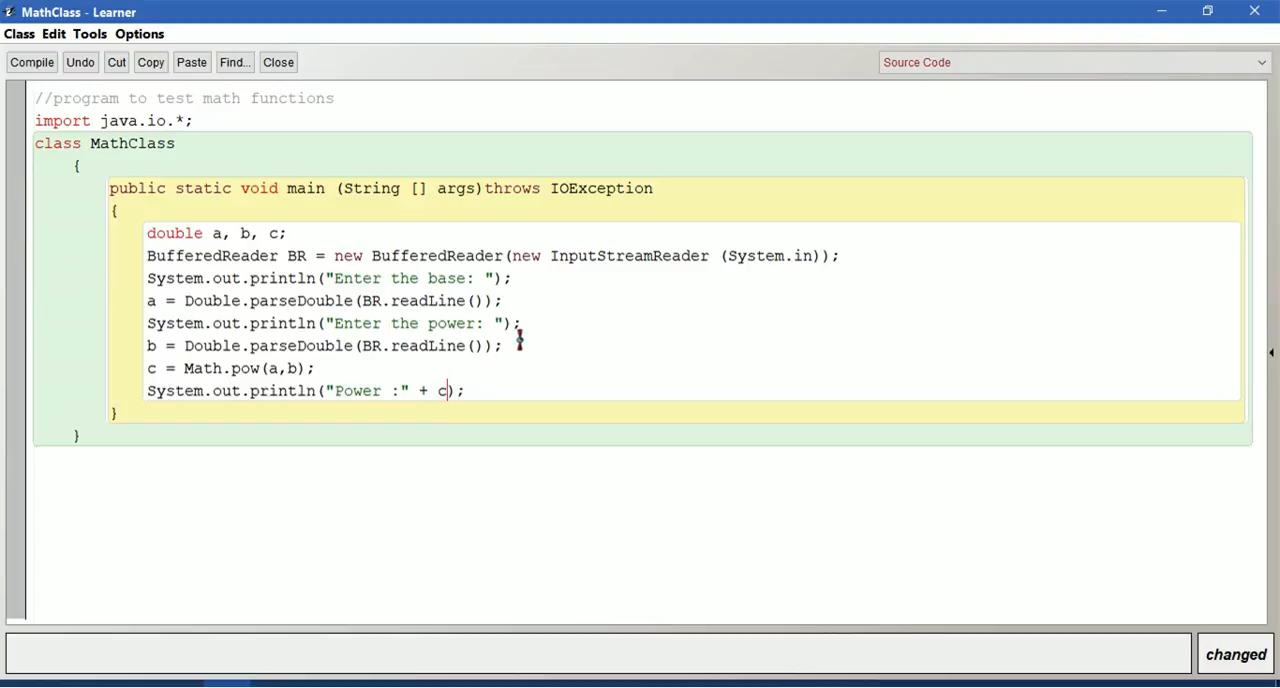 MathClass - Learner
Class Edit Tools Options
Compile Undo Cut Copy Paste Find... Close Source Code
//program to test math functions
import java.io.*;
class MathClass
{
public static void main (String [] args)throws IOException
{
double a, b, c;
BufferedReader BR = new BufferedReader(new InputStreamReader (System.in));
System.out.println("Enter the base: ");
a = Double.parseDouble(BR.readLine());
System.out.println("Enter the power: ");
b = Double.parseDouble(BR.readLine());
c = Math.pow(a,b);
System.out.println("Power :" + c);
}
}
changed